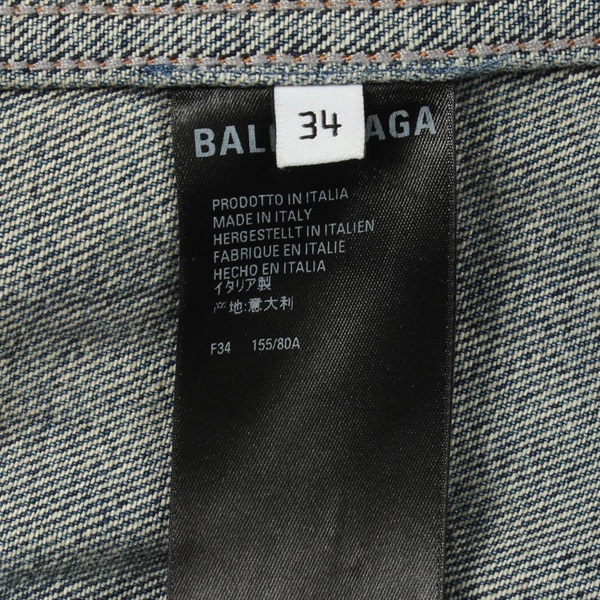 34
BAL AGA
PRODOTTO IN ITALIA
MADE IN ITALY
HERGESTELLT IN ITALIEN
FABRIQUE EN ITALIE
HECHO EN ITALIA
イタリア製
产地:意大利
F34 155/80A